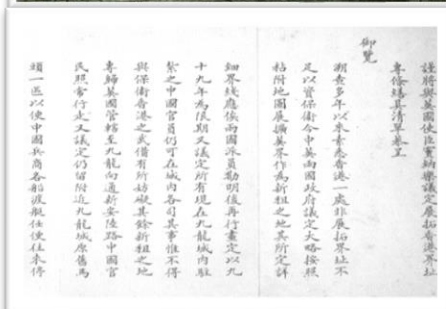 謹將與英使臣竇納樂議定展拓香港界址
專條繕具清單恭呈
御覽
溯查多年以來素悉香港一處非展拓界址不
足以資保衛今中英兩國政府議定大略按照
粘附地圖展擴英界作為新租之地其所定詳
細界綫應俟兩國派員勘明後再行畫定以九
十九年為限期又議定所有現在九龍城內駐
紮之中國官員仍可在城內各司其事惟不得
與保衛香港之武備有所妨礙其餘新租之地
專歸英國管轄至九龍向通新安陸路中國官
民照常行走又議定仍留附近九龍城原舊馬
頭一區以便中國兵商各船渡艇任便往來停